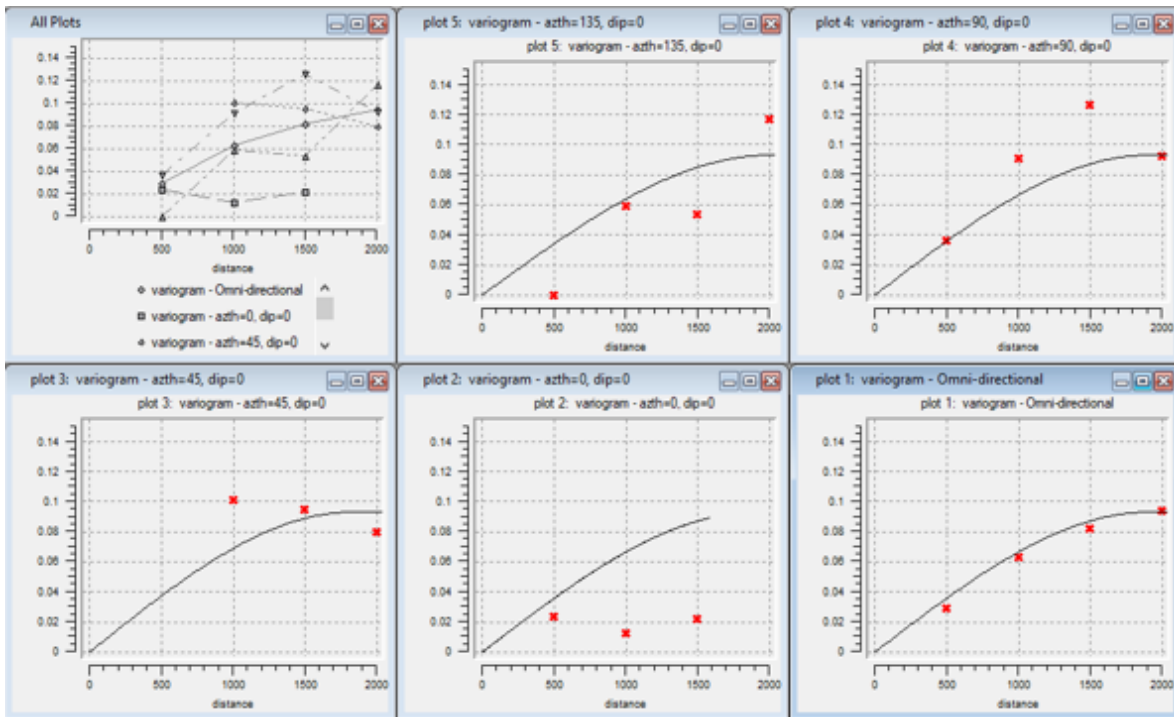 All Plots
0.14
0.12
0.1
0.08
0.06
0.04
0.02
0
0 500 1000 1500 2000
distance
variogram - Omni-directional
variogram - azth=0, dip=0
variogram - azth=45, dip=0
plot 5: variogram - azth=135, dip=0
plot 5: variogram - azth=135, dip=0
0.14
0.12
0.1
0.08
0.06
0.04
0.02
0
0 500 1000 1500 2000
distance
plot 4: variogram - azth=90, dip=0
plot 4: variogram - azth=90, dip=0
0.14
0.12
0.1
0.08
0.06
0.04
0.02
0
0 500 1000 1500 2000
distance
plot 3: variogram - azth=45, dip=0
plot 3: variogram - azth=45, dip=0
0.14
0.12
0.1
0.08
0.06
0.04
0.02
0
0 500 1000 1500 2000
distance
plot 2: variogram - azth=0, dip=0
plot 2: variogram - azth=0, dip=0
0.14
0.12
0.1
0.08
0.06
0.04
0.02
0
0 500 1000 1500 2000
distance
plot 1: variogram - Omni-directional
plot 1: variogram - Omni-directional
0.14
0.12
0.1
0.08
0.06
0.04
0.02
0
0 500 1000 1500 2000
distance